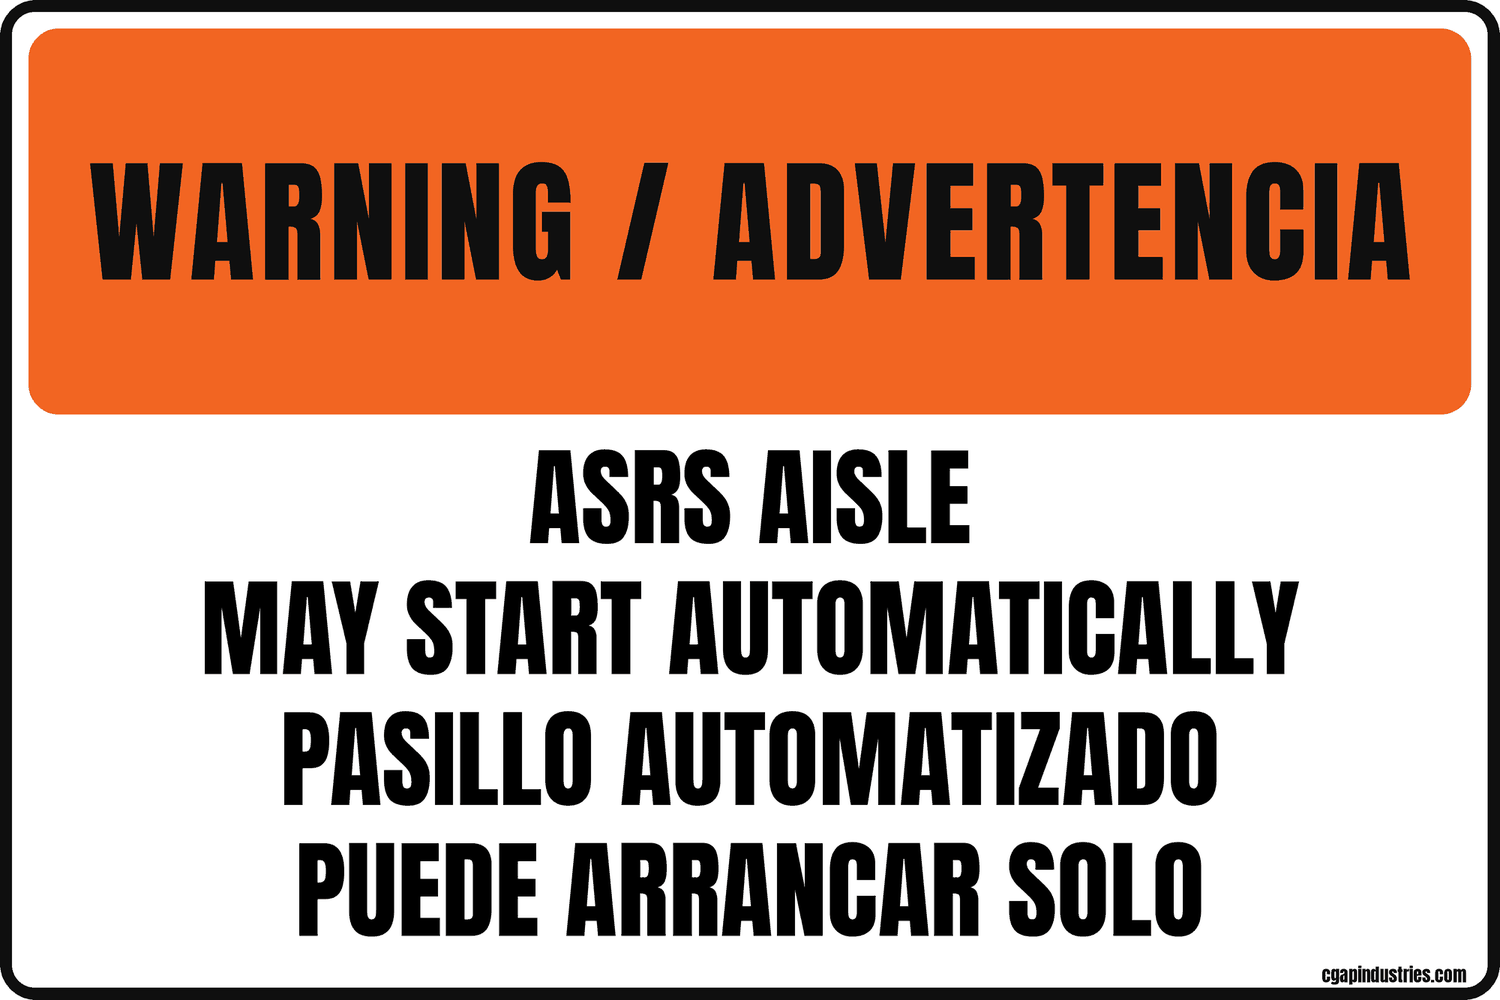 WARNING / ADVERTENCIA
ASRS AISLE
MAY START AUTOMATICALLY
PASILLO AUTOMATIZADO
PUEDE ARRANCAR SOLO
cgapindustries.com